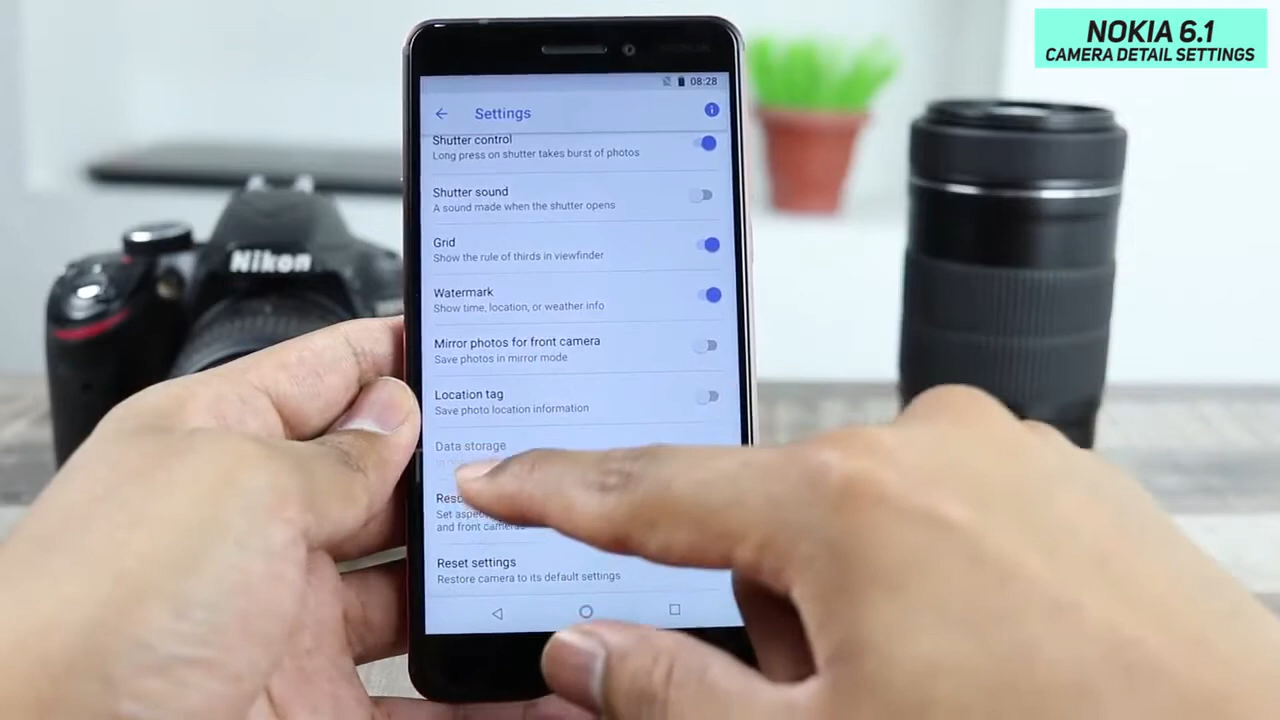 NOKIA 6.1
CAMERA DETAIL SETTINGS
08:28
Settings
Shutter control
Long press on shutter takes burst of photos
Shutter sound
A sound made when the shutter opens
Grid
Show the rule of thirds in viewfinder
Watermark
Show time, location, or weather info
Mirror photos for front camera
Save photos in mirror mode
Location tag
Save photo location information
Data storage
Set
and front cameras
Reset settings
Restore camera to its default settings
Nikon